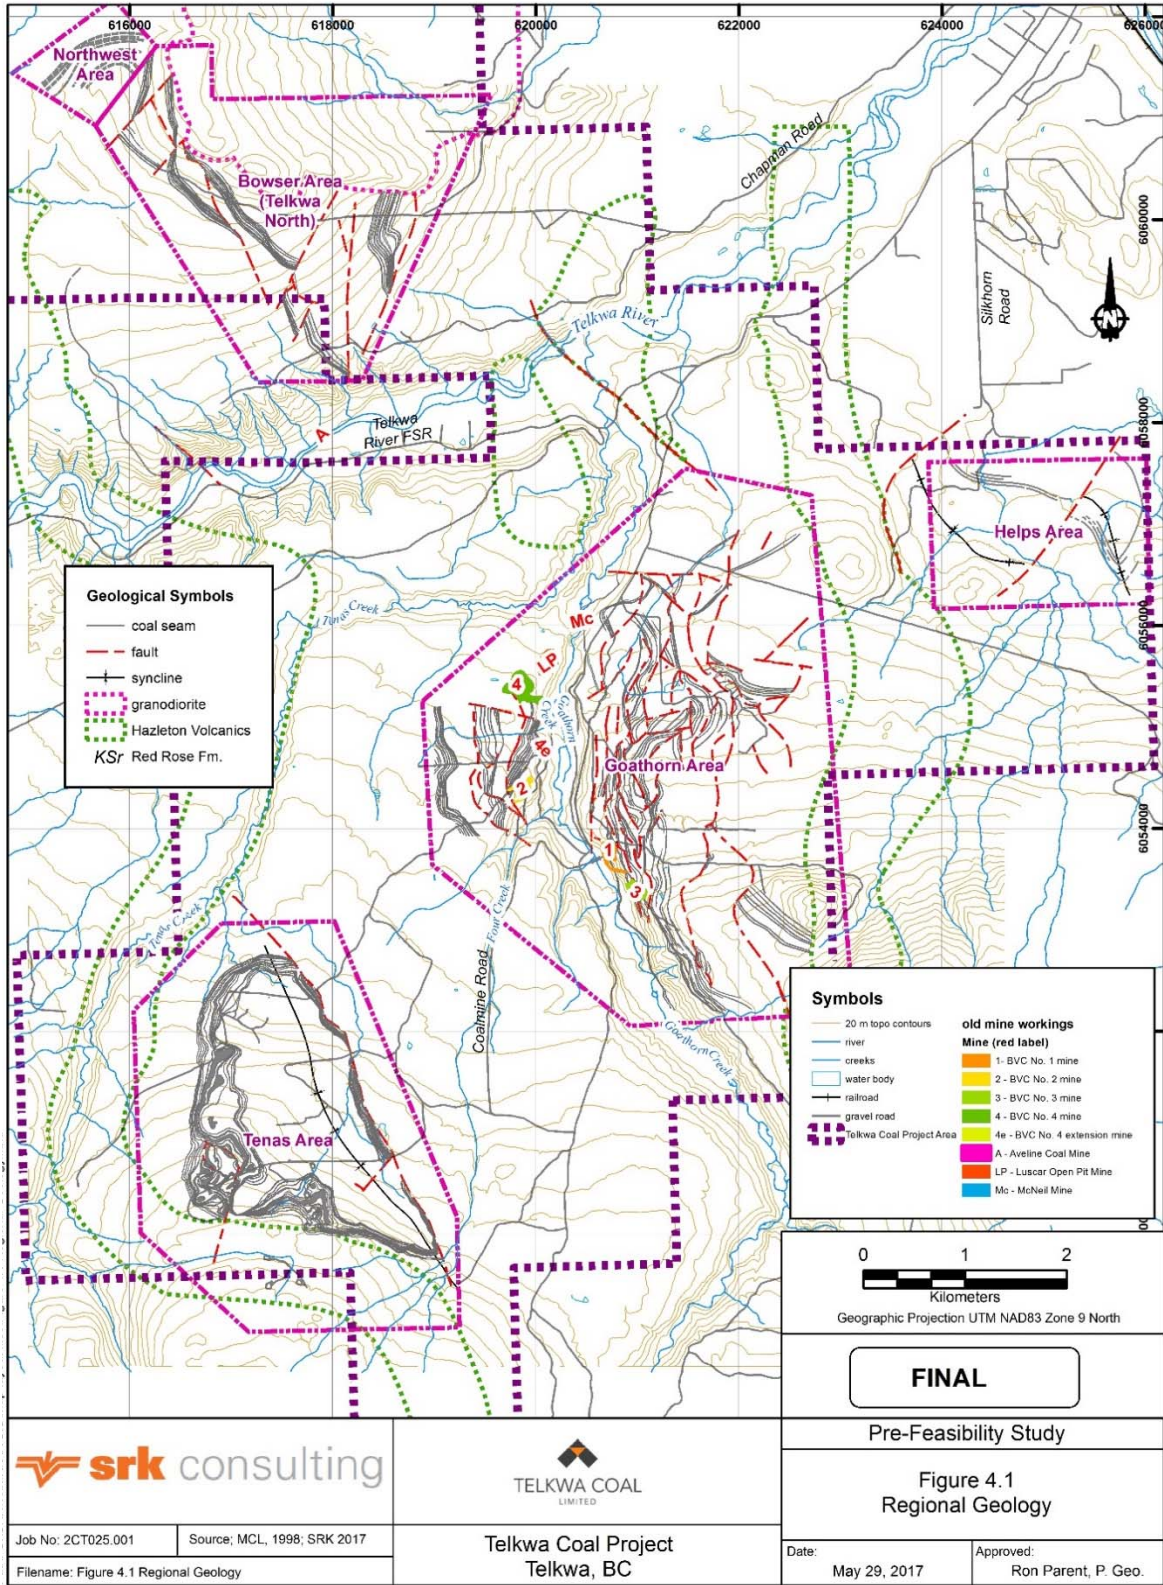 616000
618000
620000
622000
624000
626000
Northwest
Area
Chapman Road
Bowser Area
(Telkwa
North)
6060000
Silkhorn
Road
N
Telkwa River
Telkwa
River FSR
A
6058000
Helps Area
Geological Symbols
coal seam
fault
syncline
granodiorite
Hazleton Volcanics
KSr Red Rose Fm.
Tenas Creek
Mc
6056000
LP
4
Goathorn
Creek
4e
Goathorn Area
2
6054000
1
3
Tenas Creek
Four Creek
Coalmine Road
Goathorn Creek
Tenas Area
Symbols
20 m topo contours
river
creeks
water body
railroad
gravel road
Telkwa Coal Project Area
old mine workings
Mine (red label)
1- BVC No. 1 mine
2 - BVC No. 2 mine
3 - BVC No. 3 mine
4 - BVC No. 4 mine
4e - BVC No. 4 extension mine
A - Aveline Coal Mine
LP - Luscar Open Pit Mine
Mc - McNeil Mine
0 1 2
Kilometers
Geographic Projection UTM NAD83 Zone 9 North
FINAL
srk consulting
TELKWA COAL
LIMITED
Pre-Feasibility Study
Figure 4.1
Regional Geology
Job No: 2CT025.001
Source; MCL, 1998; SRK 2017
Filename: Figure 4.1 Regional Geology
Telkwa Coal Project
Telkwa, BC
Date:
May 29, 2017
Approved:
Ron Parent, P. Geo.